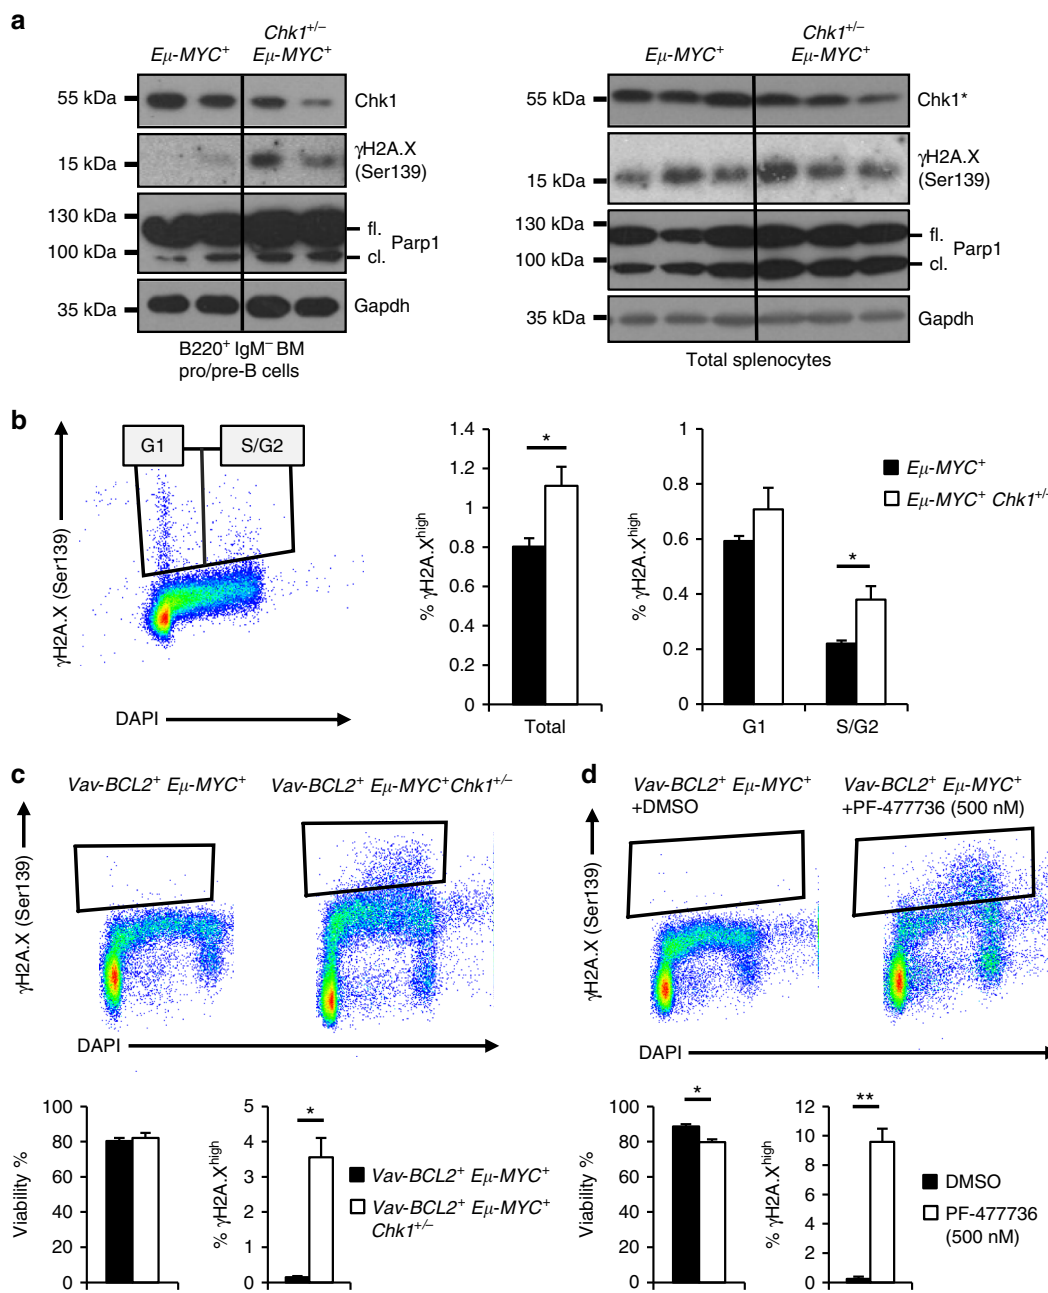 a
Eμ-MYC⁺
Chk1⁺/⁻
Eμ-MYC⁺
55 kDa
Chk1
15 kDa
γH2A.X
(Ser139)
130 kDa
100 kDa
fl.
cl.
Parp1
35 kDa
Gapdh
B220⁺ IgM⁻ BM
pro/pre-B cells
Eμ-MYC⁺
Chk1⁺/⁻
Eμ-MYC⁺
55 kDa
Chk1*
15 kDa
γH2A.X
(Ser139)
130 kDa
100 kDa
fl.
cl.
Parp1
35 kDa
Gapdh
Total splenocytes
b
G1
S/G2
γH2A.X (Ser139)
DAPI
% γH2A.X^high
1.4
1.2
1.0
0.8
0.6
0.4
0.2
0
*
Total
% γH2A.X^high
1
0.8
0.6
0.4
0.2
0
*
G1
S/G2
Eμ-MYC⁺
Eμ-MYC⁺ Chk1⁺/⁻
c
Vav-BCL2⁺ Eμ-MYC⁺
Vav-BCL2⁺ Eμ-MYC⁺Chk1⁺/⁻
γH2A.X (Ser139)
DAPI
Viability %
100
80
60
40
20
0
% γH2A.X^high
5
4
3
2
1
0
*
Vav-BCL2⁺ Eμ-MYC⁺
Vav-BCL2⁺ Eμ-MYC⁺
Chk1⁺/⁻
d
Vav-BCL2⁺ Eμ-MYC⁺
+DMSO
Vav-BCL2⁺ Eμ-MYC⁺
+PF-477736 (500 nM)
γH2A.X (Ser139)
DAPI
Viability %
100
80
60
40
20
0
*
% γH2A.X^high
12
10
8
6
4
2
0
**
DMSO
PF-477736
(500 nM)